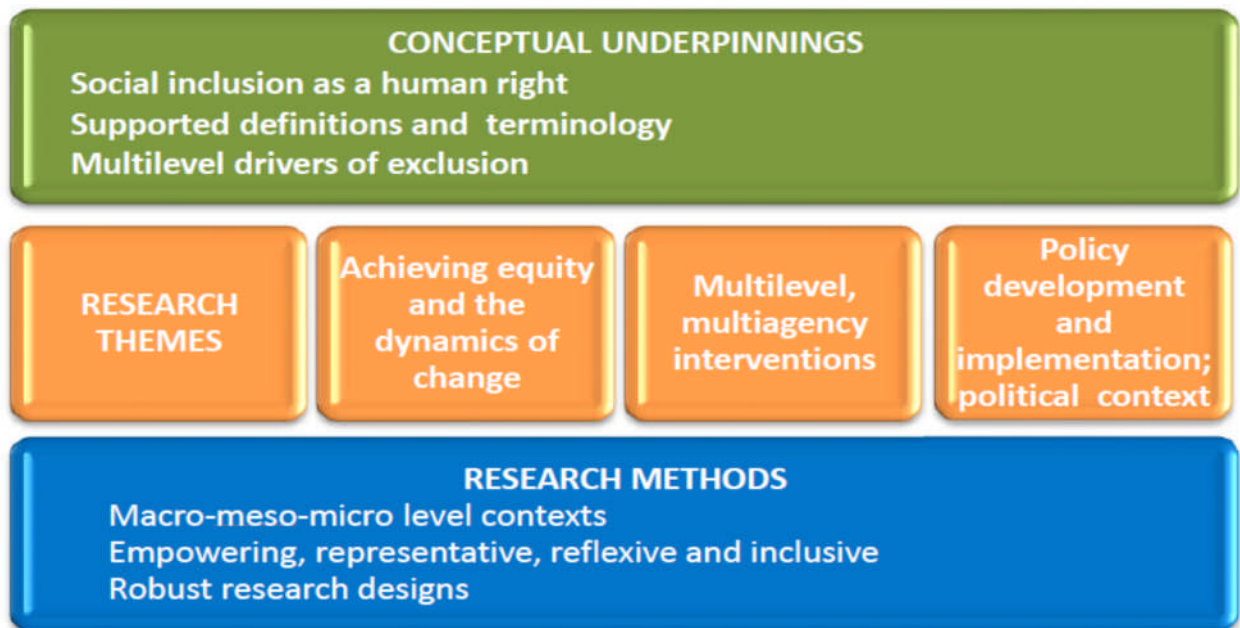 CONCEPTUAL UNDERPINNINGS
Social inclusion as a human right
Supported definitions and terminology
Multilevel drivers of exclusion
RESEARCH
THEMES
Achieving equity
and the
dynamics of
change
Multilevel,
multiagency
interventions
Policy
development
and
implementation;
political context
RESEARCH METHODS
Macro-meso-micro level contexts
Empowering, representative, reflexive and inclusive
Robust research designs